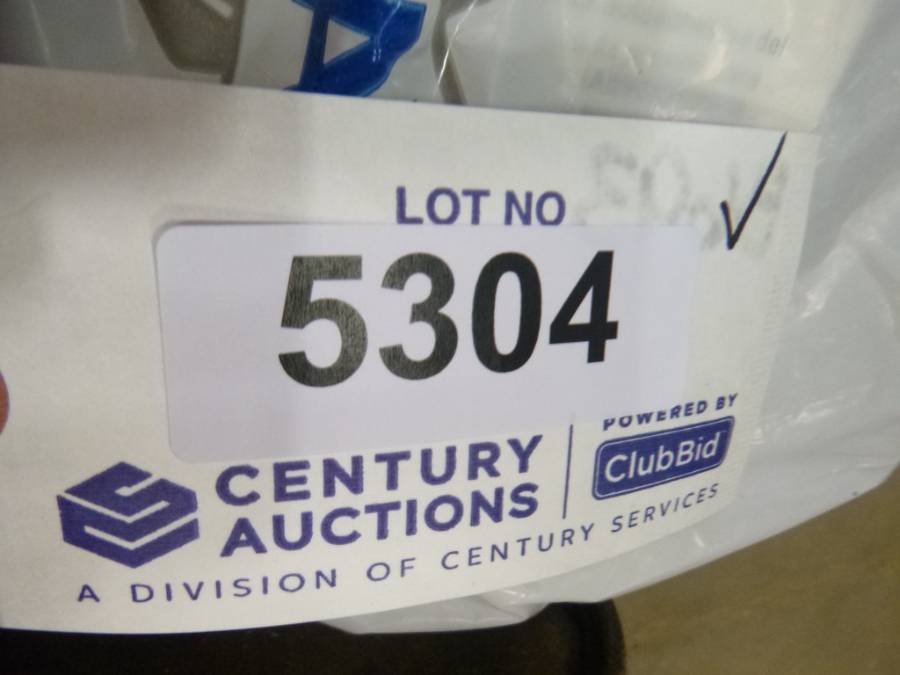 LOT NO
5304
CENTURY
AUCTIONS
POWERED BY
ClubBid
A DIVISION OF CENTURY SERVICES